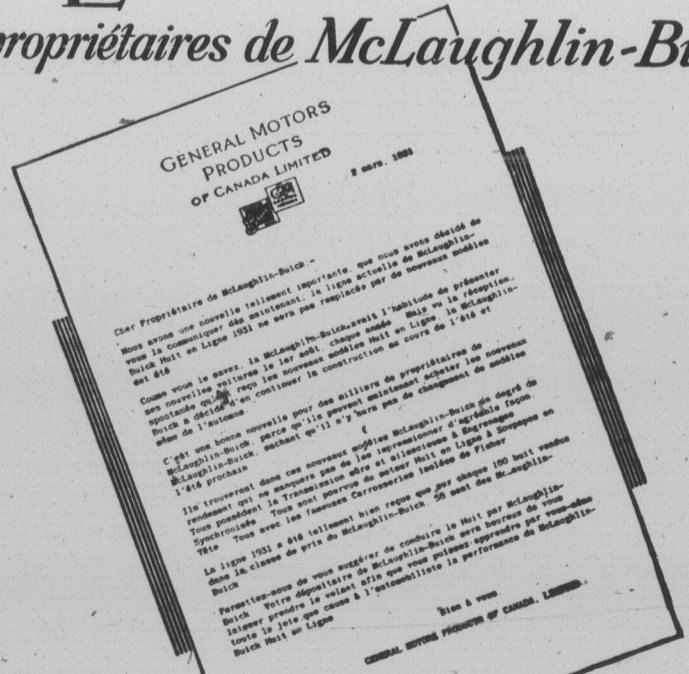 propriétaires de McLaughlin-Bu
GENERAL MOTORS
PRODUCTS
OF CANADA LIMITED
2 mars, 1931
Cher Propriétaire de McLaughlin-Buick:-
Nous avons une nouvelle tellement importante, que nous avons décidé de
vous la communiquer dès maintenant, la ligne actuelle de McLaughlin-
Buick Huit en Ligne 1931 ne sera pas remplacée par de nouveaux modèles
cet été
Comme vous le savez, la McLaughlin-Buick avait l'habitude de présenter
ses nouvelles voitures le 1er août, chaque année. Mais vu la réception
spontanée qu'ont reçu les nouveaux modèles Huit en Ligne, la McLaughlin-
Buick a décidé d'en continuer la construction au cours de l'été et
même de l'automne.
C'est une bonne nouvelle pour des milliers de propriétaires de
McLaughlin-Buick, parce qu'ils peuvent maintenant acheter les nouveaux
McLaughlin-Buick, sachant qu'il n'y aura pas de changement de modèles
l'été prochain
Ils trouveront dans ces nouveaux modèles McLaughlin-Buick un degré de
rendement qui ne manquera pas de les impressionner d'agréable façon
Tous possèdent la Transmission sûre et silencieuse à Engrenages
Synchronisés. Tous sont pourvus du moteur Huit en Ligne à Soupapes en
Tête. Tous avec les fameuses Carrosseries isolées de Fisher
La ligne 1931 a été tellement bien reçue que sur chaque 100 huit vendus
dans la classe de prix du McLaughlin-Buick, 50 sont des McLaughlin-
Buick
Permettez-nous de vous suggérer de conduire le Huit par McLaughlin-
Buick. Votre dépositaire de McLaughlin-Buick sera heureux de vous
laisser prendre le volant afin que vous puissiez apprendre par vous-même
toute la joie que cause à l'automobiliste la performance du McLaughlin-
Buick Huit en Ligne
Bien à vous
GENERAL MOTORS PRODUCTS OF CANADA, LIMITED.